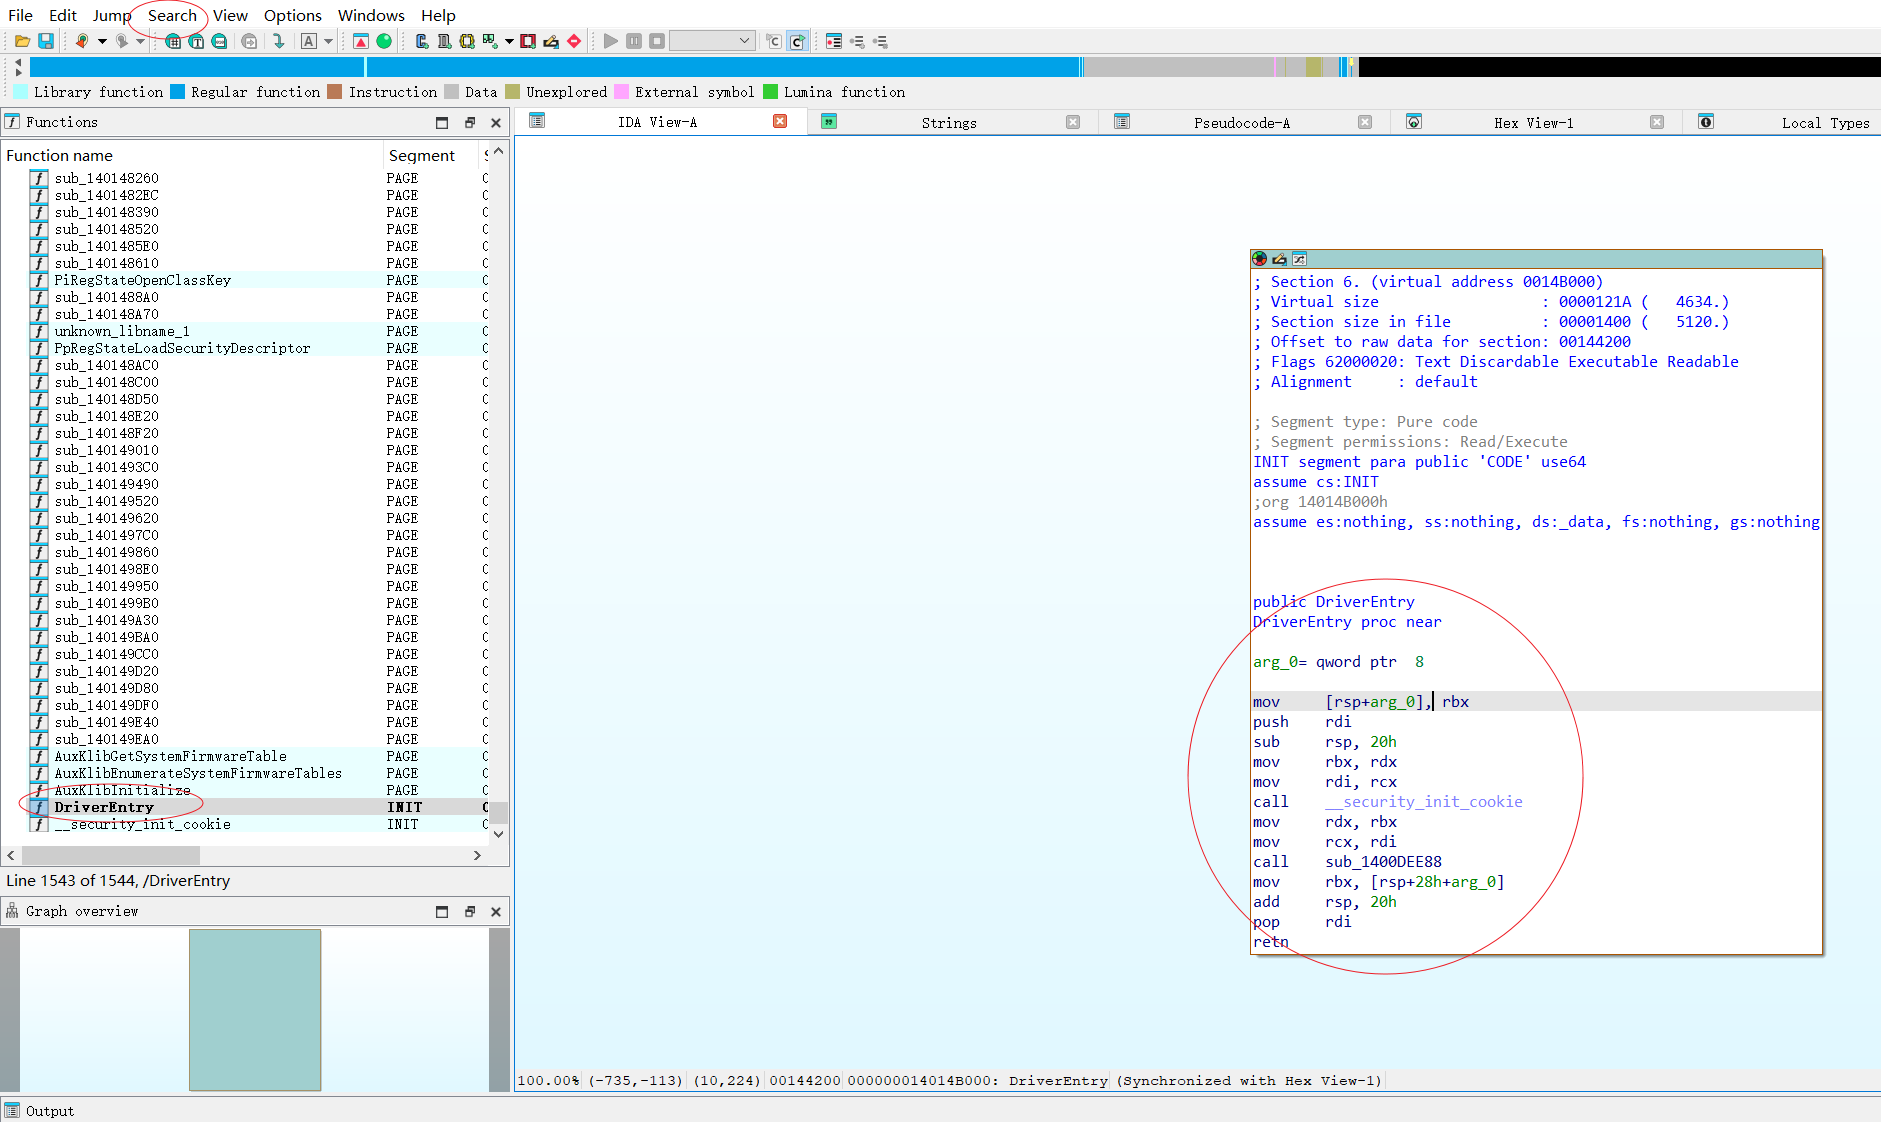 File Edit Jump Search View Options Windows Help
Library function Regular function Instruction Data Unexplored External symbol Lumina function
Functions
IDA View-A Strings Pseudocode-A Hex View-1 Local Types
Function name Segment
sub_140148260 PAGE
sub_1401482EC PAGE
sub_140148390 PAGE
sub_140148520 PAGE
sub_1401485E0 PAGE
sub_140148610 PAGE
PiRegStateOpenClassKey PAGE
sub_1401488A0 PAGE
sub_140148A70 PAGE
unknown_libname_1 PAGE
PpRegStateLoadSecurityDescriptor PAGE
sub_140148AC0 PAGE
sub_140148C00 PAGE
sub_140148D50 PAGE
sub_140148E20 PAGE
sub_140148F20 PAGE
sub_140149010 PAGE
sub_1401493C0 PAGE
sub_140149490 PAGE
sub_140149520 PAGE
sub_140149620 PAGE
sub_1401497C0 PAGE
sub_140149860 PAGE
sub_1401498E0 PAGE
sub_140149950 PAGE
sub_1401499B0 PAGE
sub_140149A30 PAGE
sub_140149BA0 PAGE
sub_140149CC0 PAGE
sub_140149D20 PAGE
sub_140149D80 PAGE
sub_140149DF0 PAGE
sub_140149E40 PAGE
sub_140149EA0 PAGE
AuxKlibGetSystemFirmwareTable PAGE
AuxKlibEnumerateSystemFirmwareTables PAGE
AuxKlibInitialize PAGE
DriverEntry INIT
__security_init_cookie INIT
Line 1543 of 1544, /DriverEntry
Graph overview
; Section 6. (virtual address 0014B000)
; Virtual size : 0000121A ( 4634.)
; Section size in file : 00001400 ( 5120.)
; Offset to raw data for section: 00144200
; Flags 62000020: Text Discardable Executable Readable
; Alignment : default
; Segment type: Pure code
; Segment permissions: Read/Execute
INIT segment para public 'CODE' use64
assume cs:INIT
;org 14014B000h
assume es:nothing, ss:nothing, ds:_data, fs:nothing, gs:nothing
public DriverEntry
DriverEntry proc near
arg_0= qword ptr 8
mov [rsp+arg_0], rbx
push rdi
sub rsp, 20h
mov rbx, rdx
mov rdi, rcx
call __security_init_cookie
mov rdx, rbx
mov rcx, rdi
call sub_1400DEE88
mov rbx, [rsp+28h+arg_0]
add rsp, 20h
pop rdi
retn
100.00% (-735,-113) (10,224) 00144200 000000014014B000: DriverEntry (Synchronized with Hex View-1)
Output